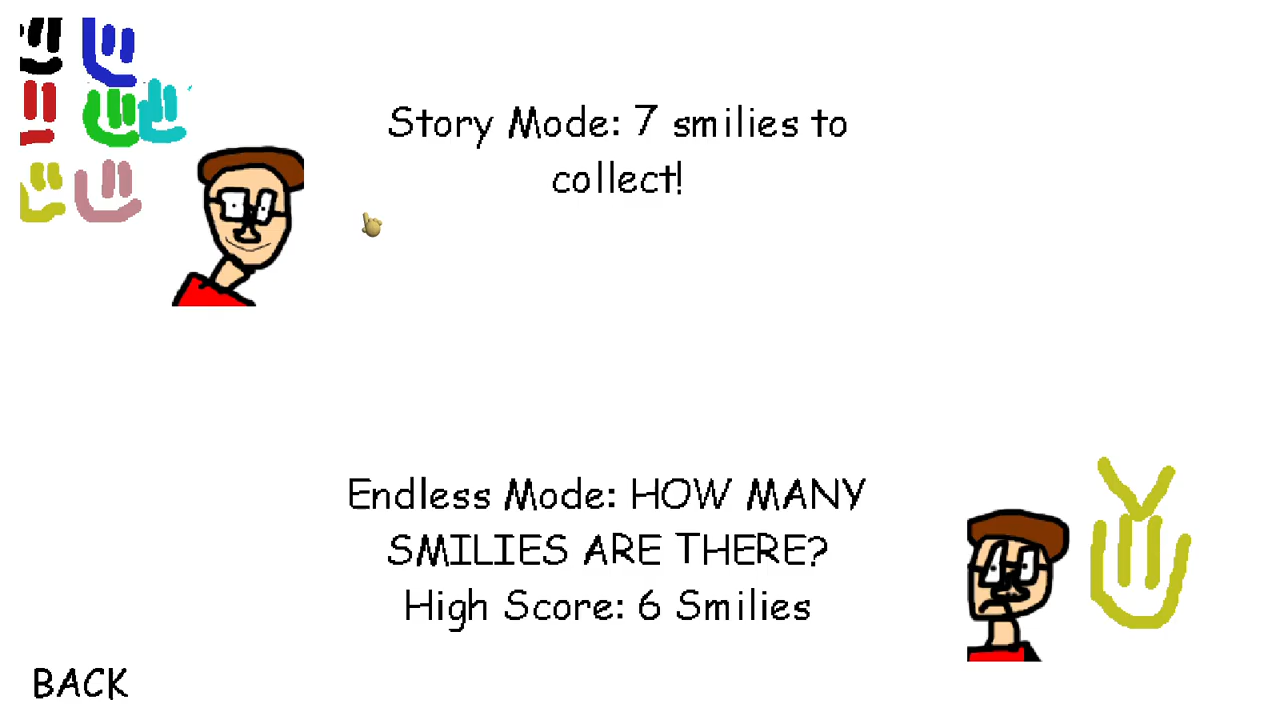 Story Mode: 7 smilies to
collect!
Endless Mode: HOW MANY
SMILIES ARE THERE?
High Score: 6 Smilies
BACK